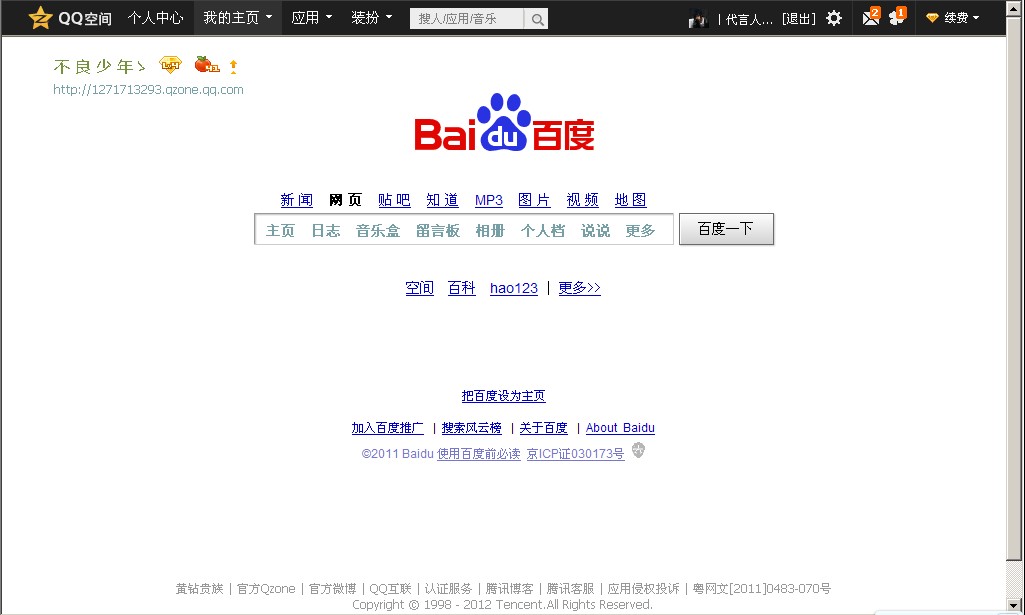 QQ空间 个人中心 我的主页 应用 装扮 搜人/应用/音乐 | 代言人... [退出] 2 1 续费
不良少年ゝ
http://1271713293.qzone.qq.com
Bai du 百度
新闻 网页 贴吧 知道 MP3 图片 视频 地图
主页 日志 音乐盒 留言板 相册 个人档 说说 更多 百度一下
空间 百科 hao123 | 更多>>
把百度设为主页
加入百度推广 | 搜索风云榜 | 关于百度 | About Baidu
©2011 Baidu 使用百度前必读 京ICP证030173号
黄钻贵族 | 官方Qzone | 官方微博 | QQ互联 | 认证服务 | 腾讯博客 | 腾讯客服 | 应用侵权投诉 | 粤网文[2011]0483-070号
Copyright © 1998 - 2012 Tencent.All Rights Reserved.